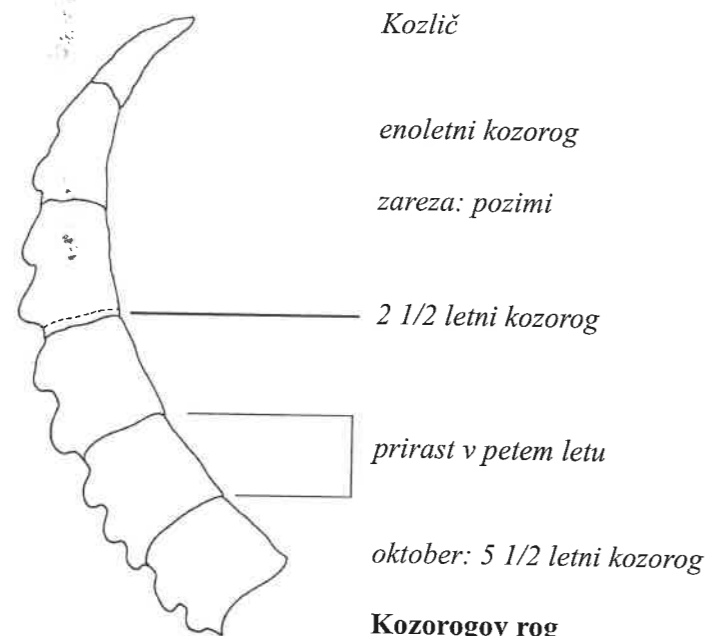 Kozlič
enoletni kozorog
zareza: pozimi
2 1/2 letni kozorog
prirast v petem letu
oktober: 5 1/2 letni kozorog
Kozorogov rog